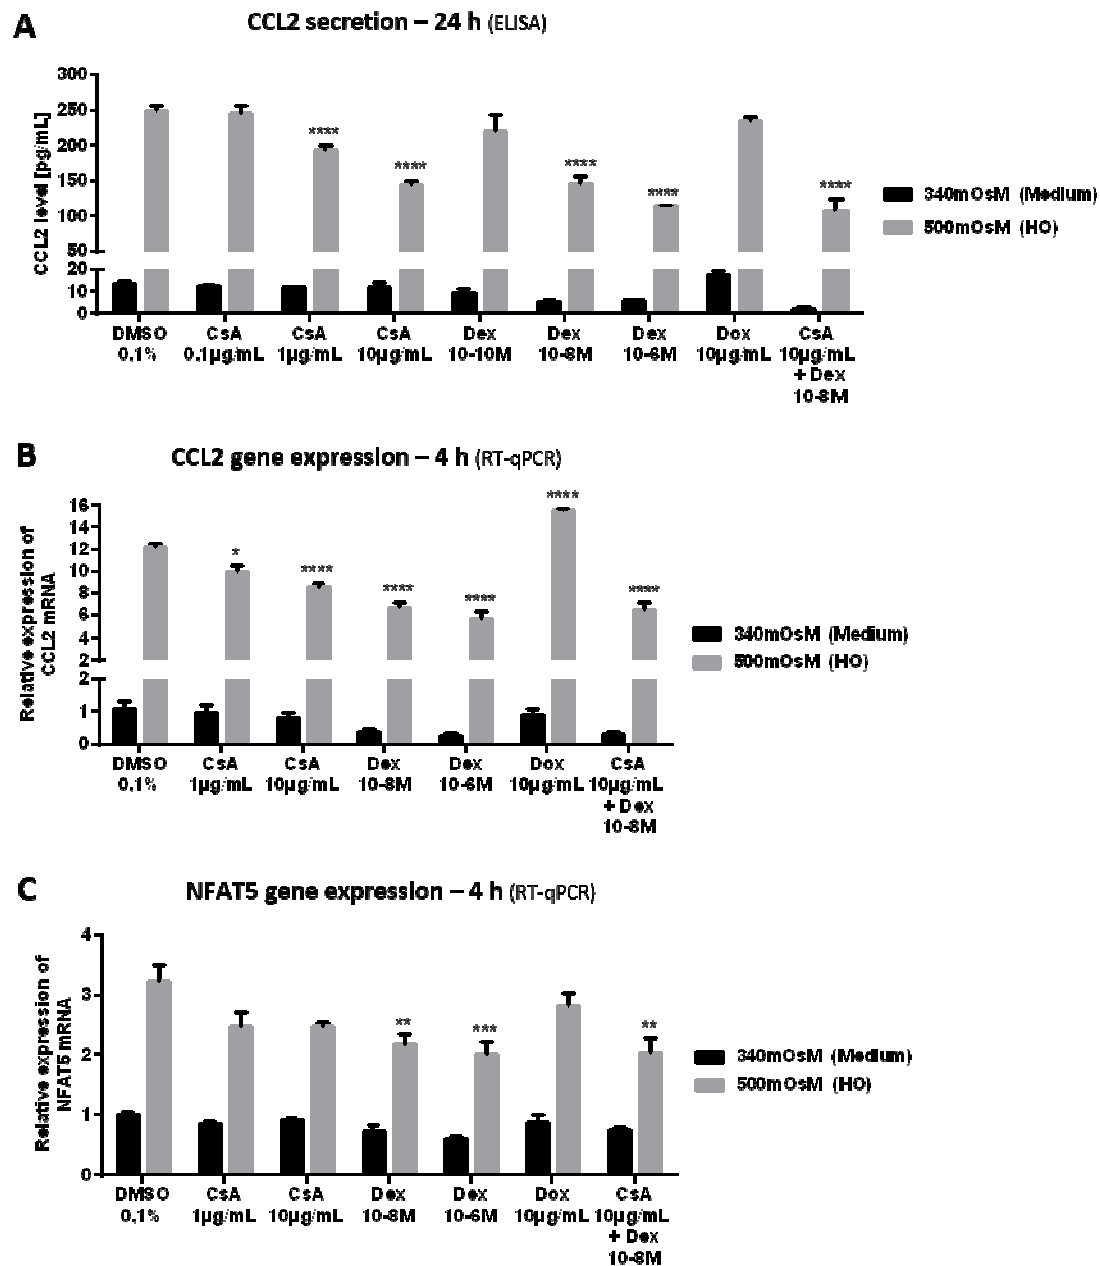 A
CCL2 secretion – 24 h (ELISA)
CCL2 level [pg/mL]
300
250
200
150
100
50
20
10
0
****
****
****
****
****
DMSO CsA CsA CsA Dex Dex Dex Dox CsA
0,1% 0,1µg/mL 1µg/mL 10µg/mL 10-10M 10-8M 10-6M 10µg/mL 10µg/mL
+ Dex
10-8M
340mOsM (Medium)
500mOsM (HO)
B
CCL2 gene expression – 4 h (RT-qPCR)
Relative expression of
CCL2 mRNA
16
14
12
10
8
6
4
2
2
1
0
*
****
****
****
****
****
DMSO CsA CsA Dex Dex Dox CsA
0,1% 1µg/mL 10µg/mL 10-8M 10-6M 10µg/mL 10µg/mL
+ Dex
10-8M
340mOsM (Medium)
500mOsM (HO)
C
NFAT5 gene expression – 4 h (RT-qPCR)
Relative expression of
NFAT5 mRNA
4
3
2
1
0
**
***
**
DMSO CsA CsA Dex Dex Dox CsA
0,1% 1µg/mL 10µg/mL 10-8M 10-6M 10µg/mL 10µg/mL
+ Dex
10-8M
340mOsM (Medium)
500mOsM (HO)